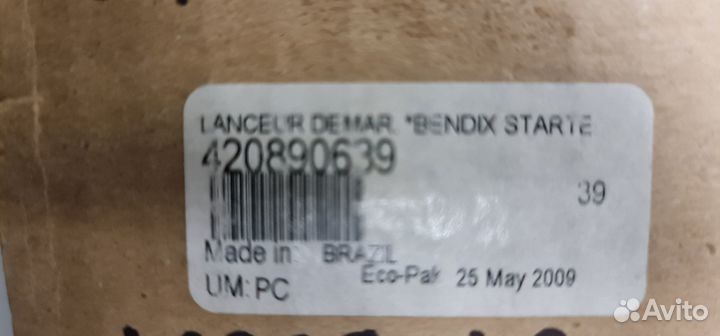 LANCEUR DEMAR. *BENDIX STARTE
420890639
39
Made in: BRAZIL
Eco-Pak 25 May 2009
UM: PC
Avito